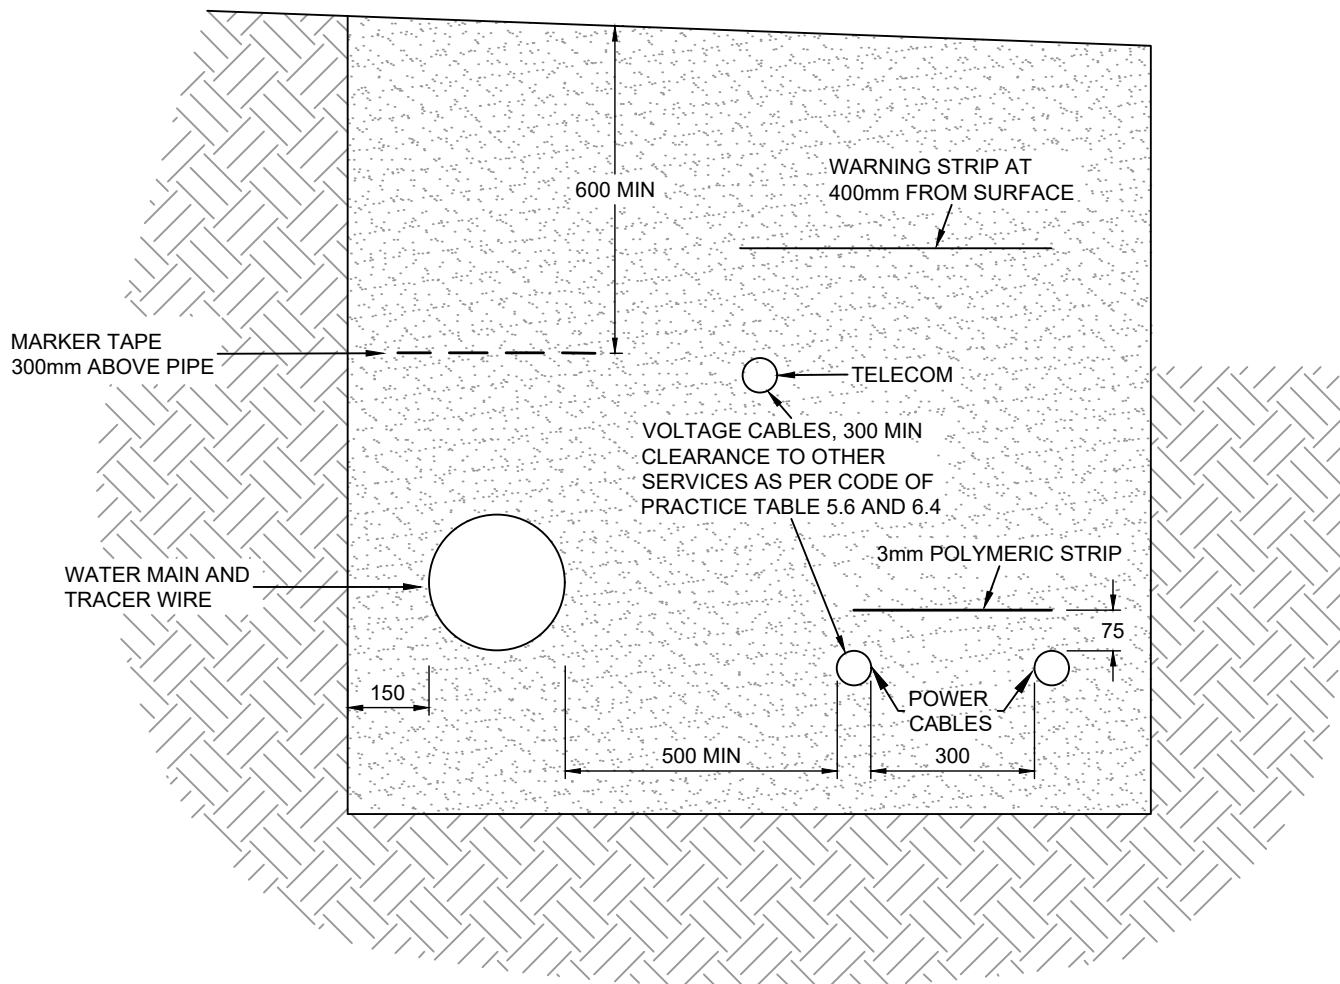 WARNING STRIP AT
400mm FROM SURFACE
600 MIN
MARKER TAPE
300mm ABOVE PIPE
TELECOM
VOLTAGE CABLES, 300 MIN
CLEARANCE TO OTHER
SERVICES AS PER CODE OF
PRACTICE TABLE 5.6 AND 6.4
3mm POLYMERIC STRIP
WATER MAIN AND
TRACER WIRE
75
150
POWER
CABLES
500 MIN
300